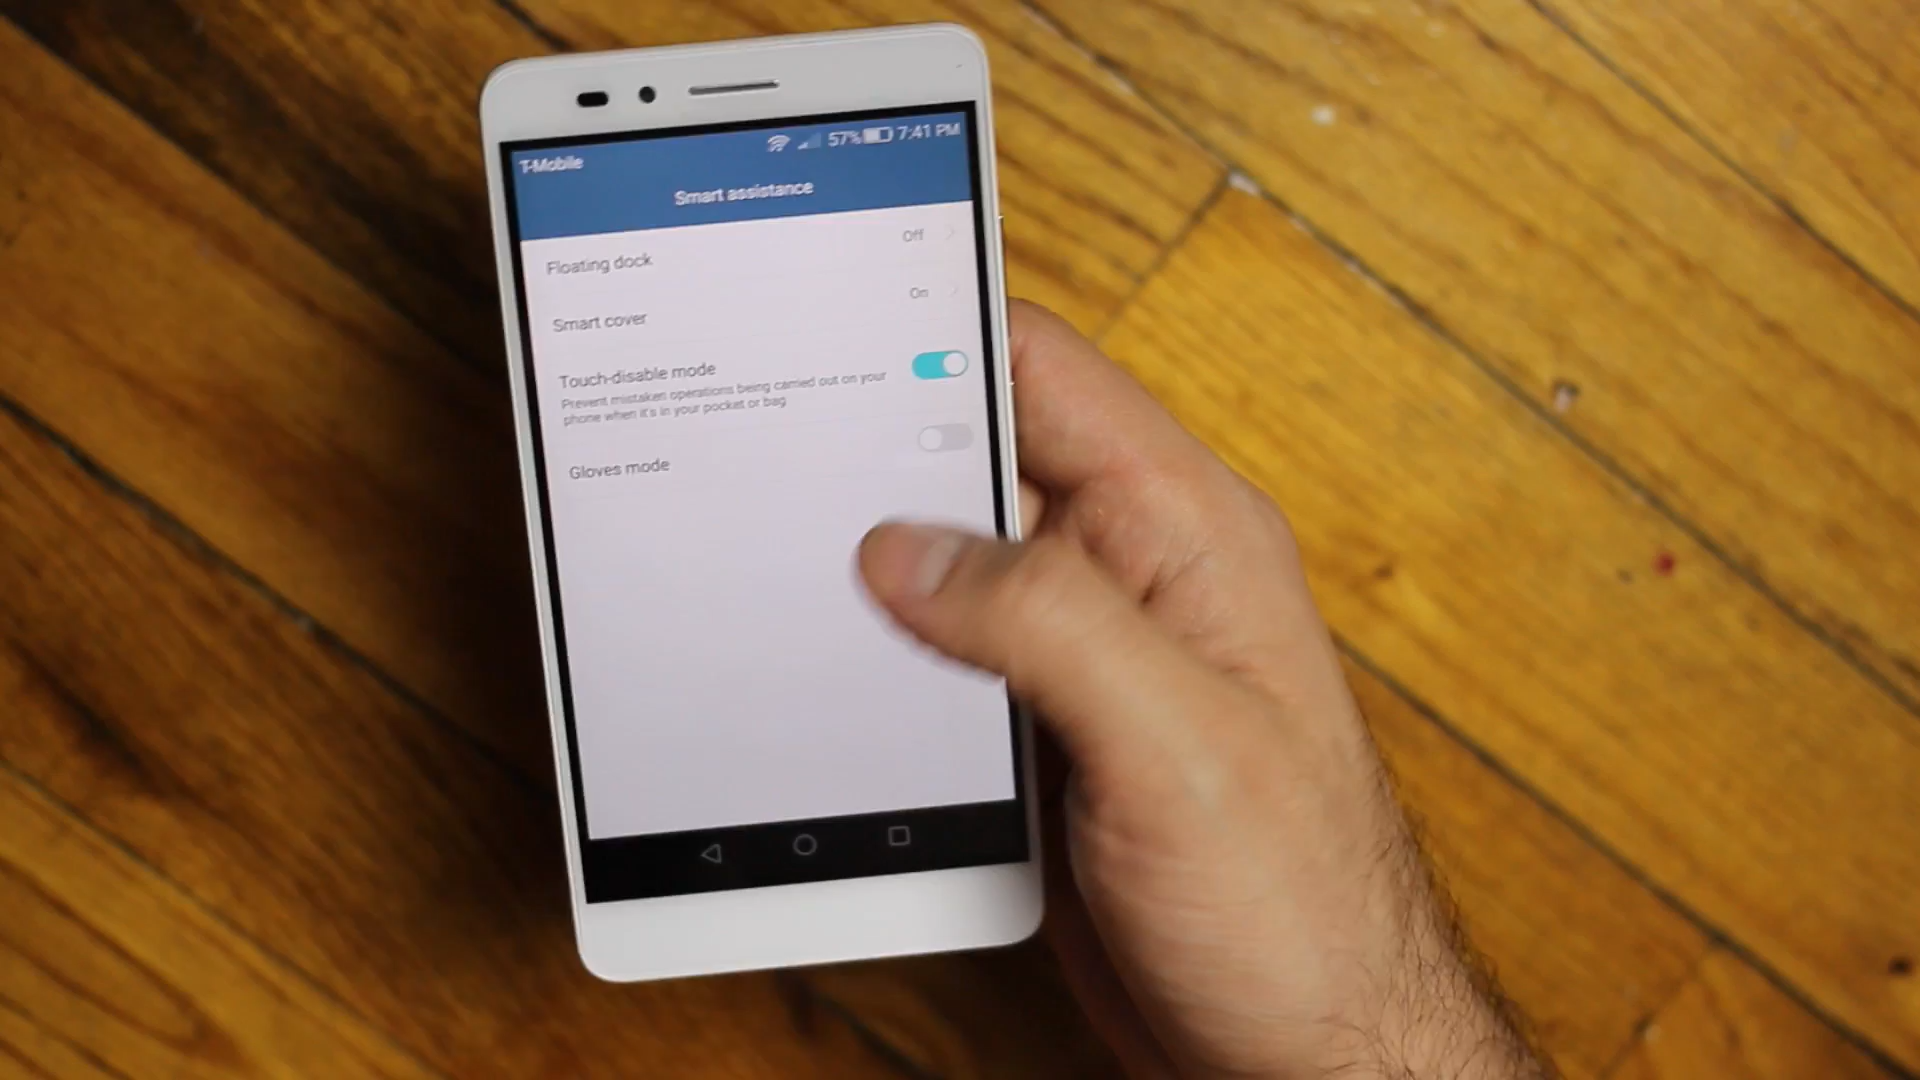 T-Mobile 57% 7:41 PM
Smart assistance
Floating dock Off
Smart cover On
Touch-disable mode
Prevent mistaken operations being carried out on your
phone when it's in your pocket or bag
Gloves mode